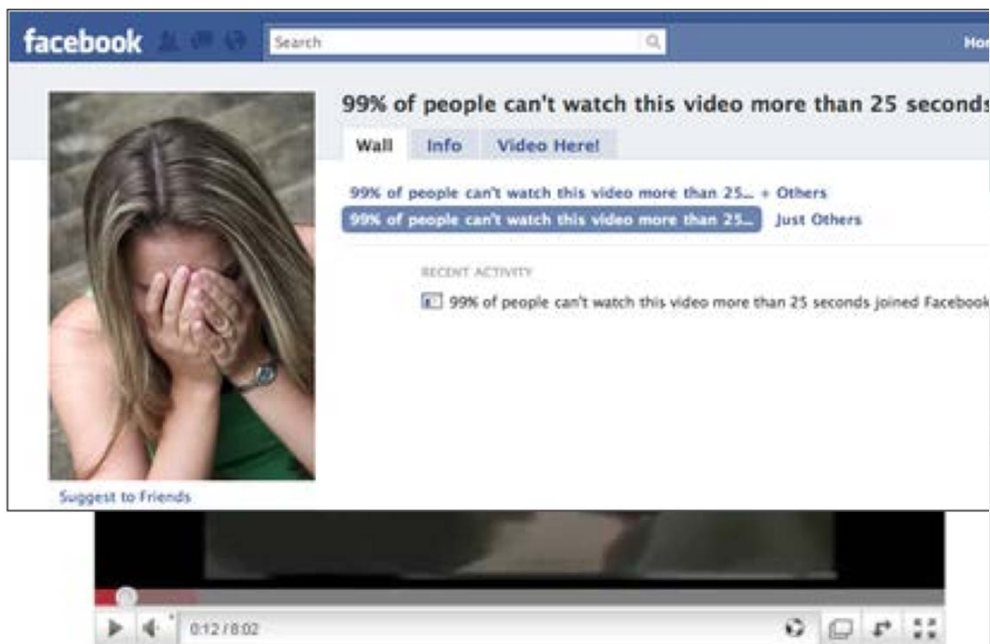 facebook
Search
Hom
99% of people can't watch this video more than 25 seconds
Wall Info Video Here!
99% of people can't watch this video more than 25... + Others
99% of people can't watch this video more than 25... Just Others
RECENT ACTIVITY
99% of people can't watch this video more than 25 seconds joined Facebook
Suggest to Friends
0:12 / 8:02